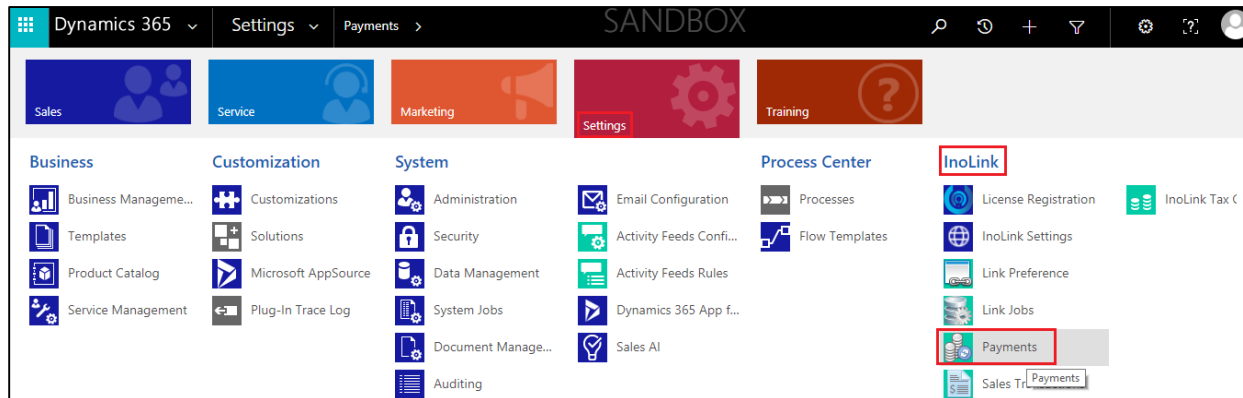 Dynamics 365
Settings
Payments
SANDBOX
Sales
Service
Marketing
Settings
Training
Business
Business Manageme...
Templates
Product Catalog
Service Management
Customization
Customizations
Solutions
Microsoft AppSource
Plug-In Trace Log
System
Administration
Security
Data Management
System Jobs
Document Manage...
Auditing
Email Configuration
Activity Feeds Confi...
Activity Feeds Rules
Dynamics 365 App f...
Sales AI
Process Center
Processes
Flow Templates
InoLink
License Registration
InoLink Settings
Link Preference
Link Jobs
Payments
Sales
Payments
InoLink Tax